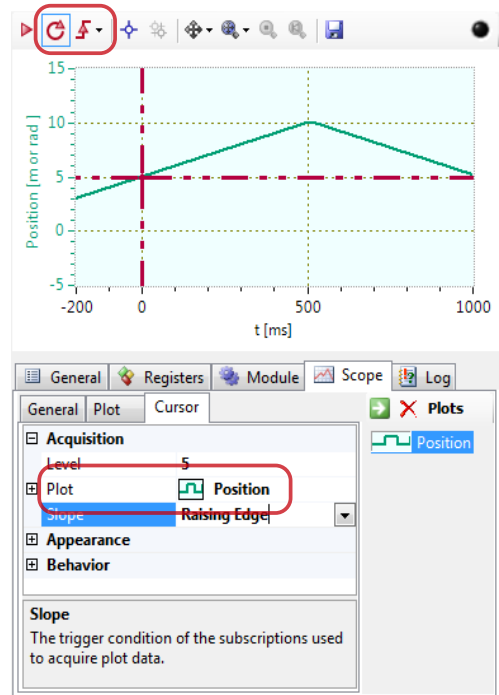 15
10
5
0
-5
Position [m or rad ]
-200 0 500 1000
t [ms]
General Registers Module Scope Log
General Plot Cursor
Plots
Position
Acquisition
Level 5
Plot Position
Slope Raising Edge
Appearance
Behavior
Slope
The trigger condition of the subscriptions used
to acquire plot data.